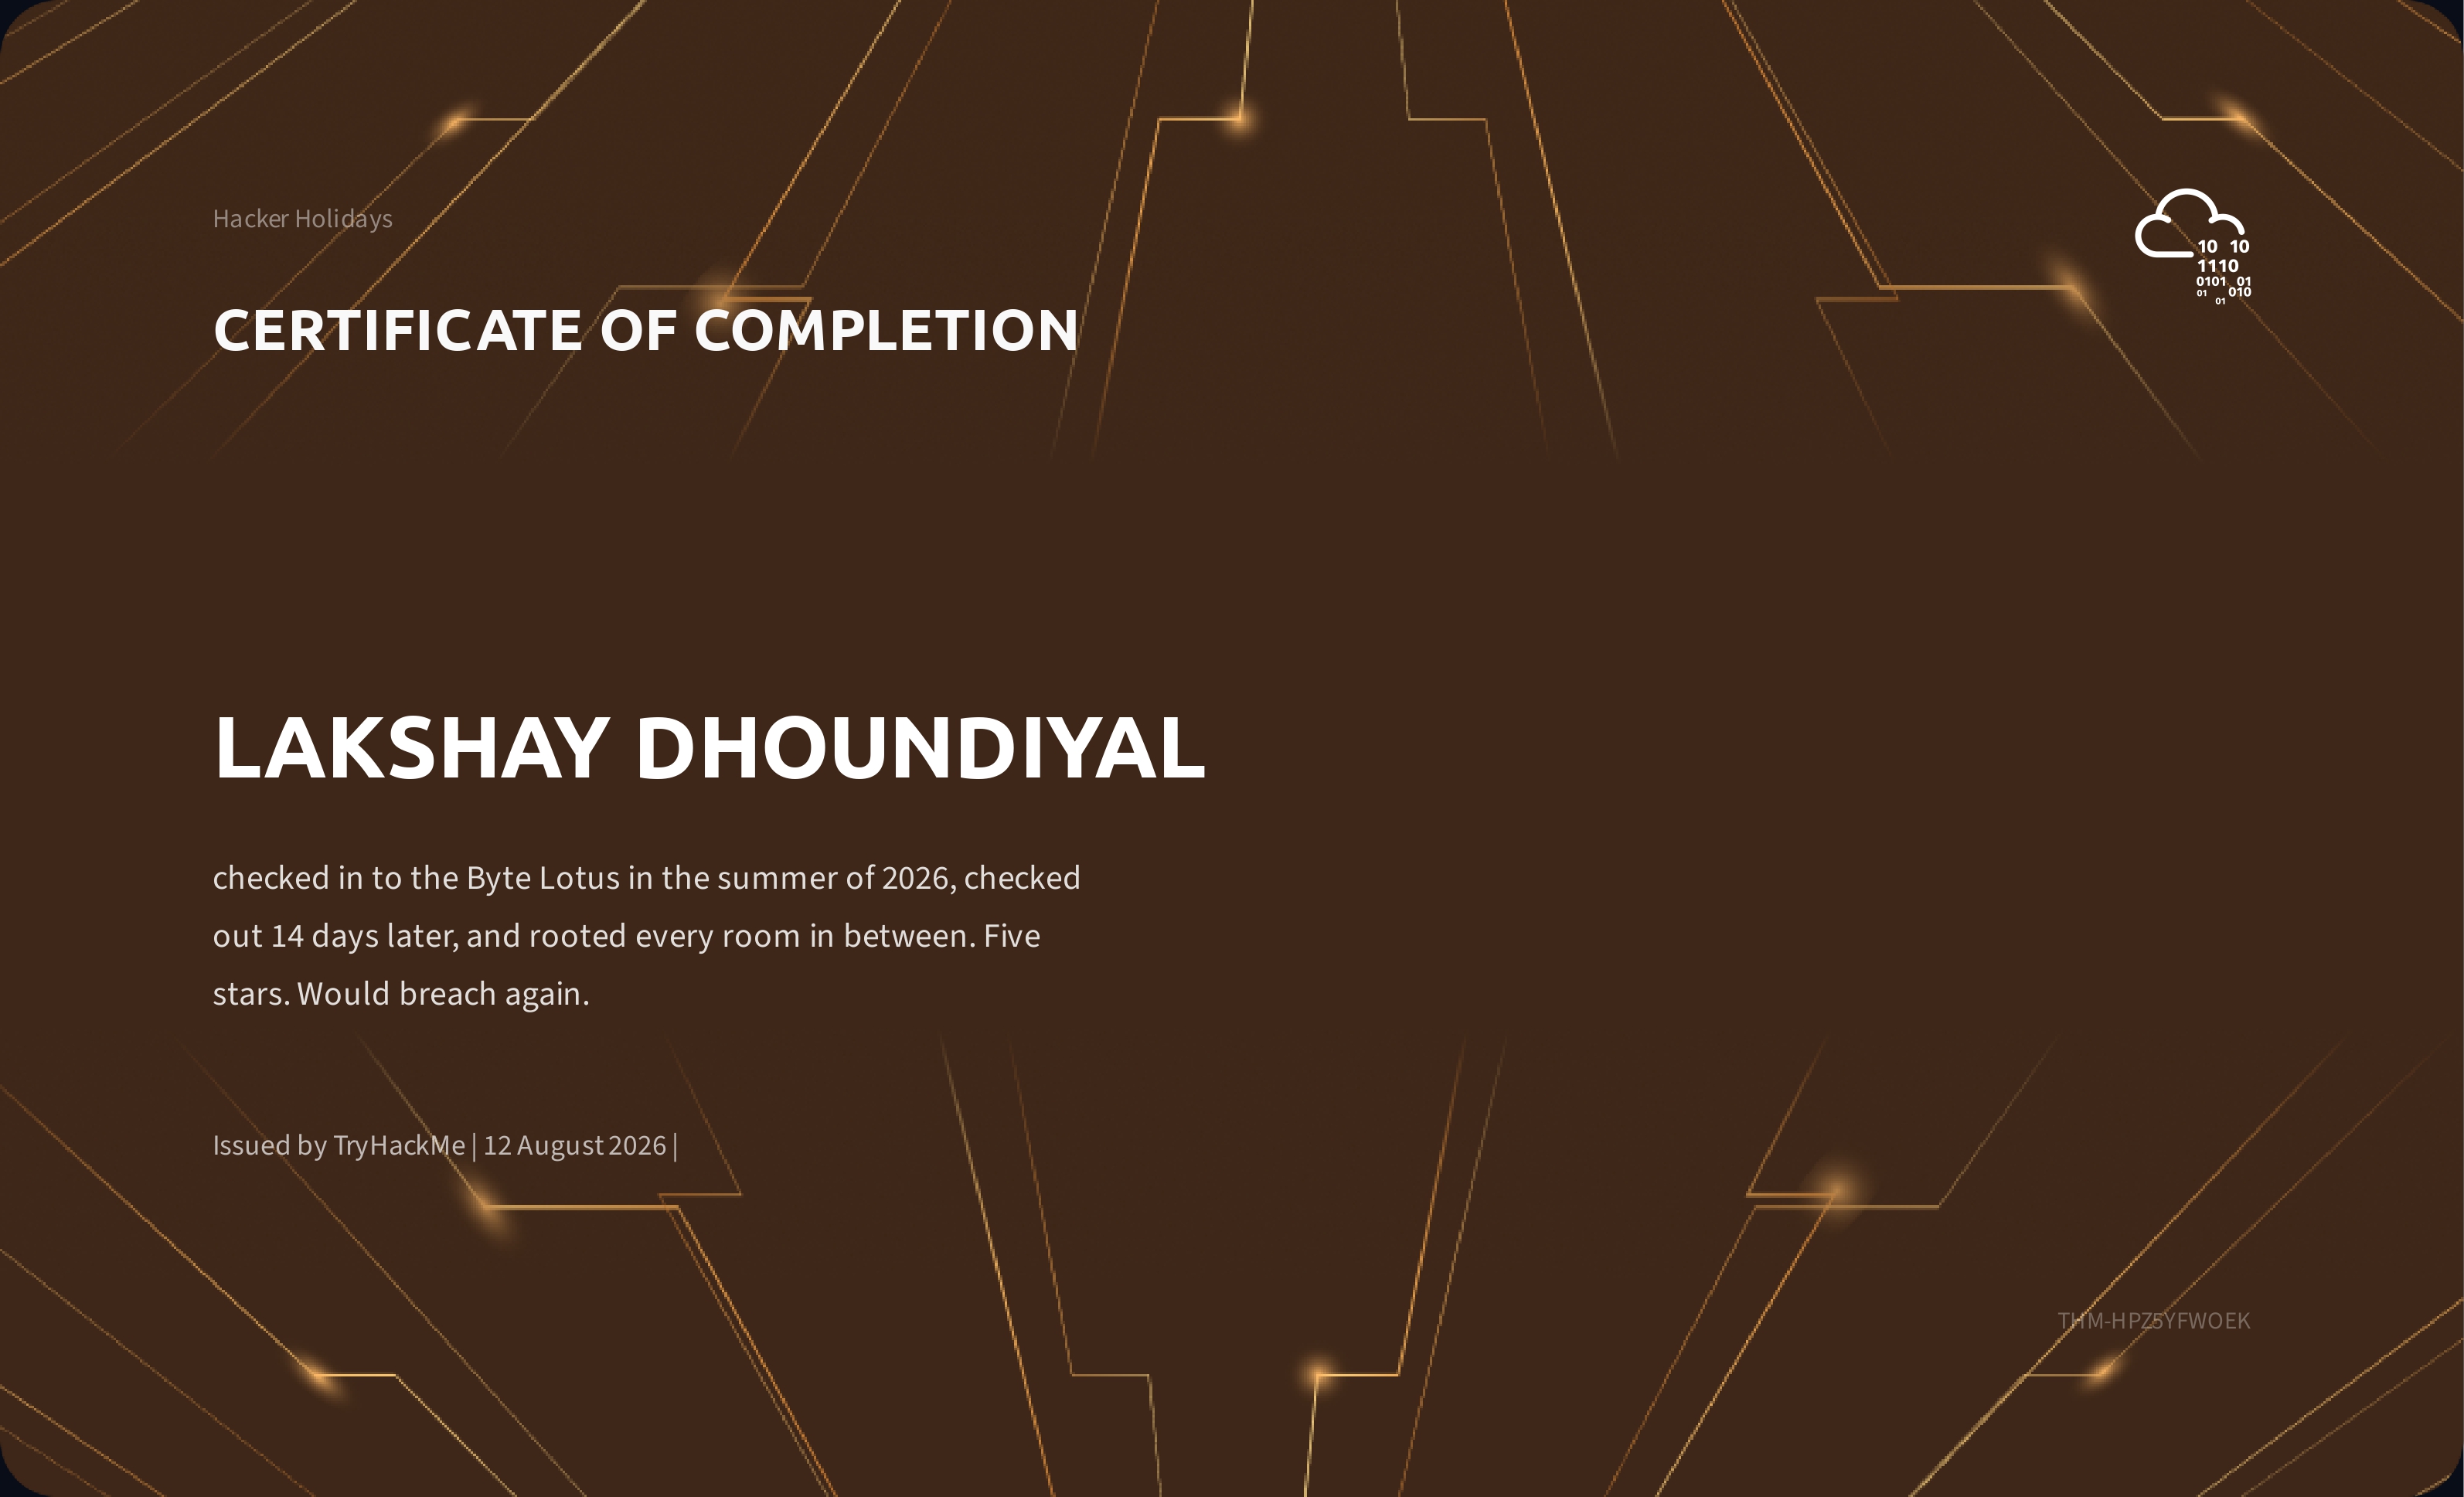 Hacker Holidays
CERTIFICATE OF COMPLETION
10 10
1110
0101 01
01 010
01
LAKSHAY DHOUNDIYAL
checked in to the Byte Lotus in the summer of 2026, checked
out 14 days later, and rooted every room in between. Five
stars. Would breach again.
Issued by TryHackMe | 12 August 2026 |
THM-HPZ5YFWOEK